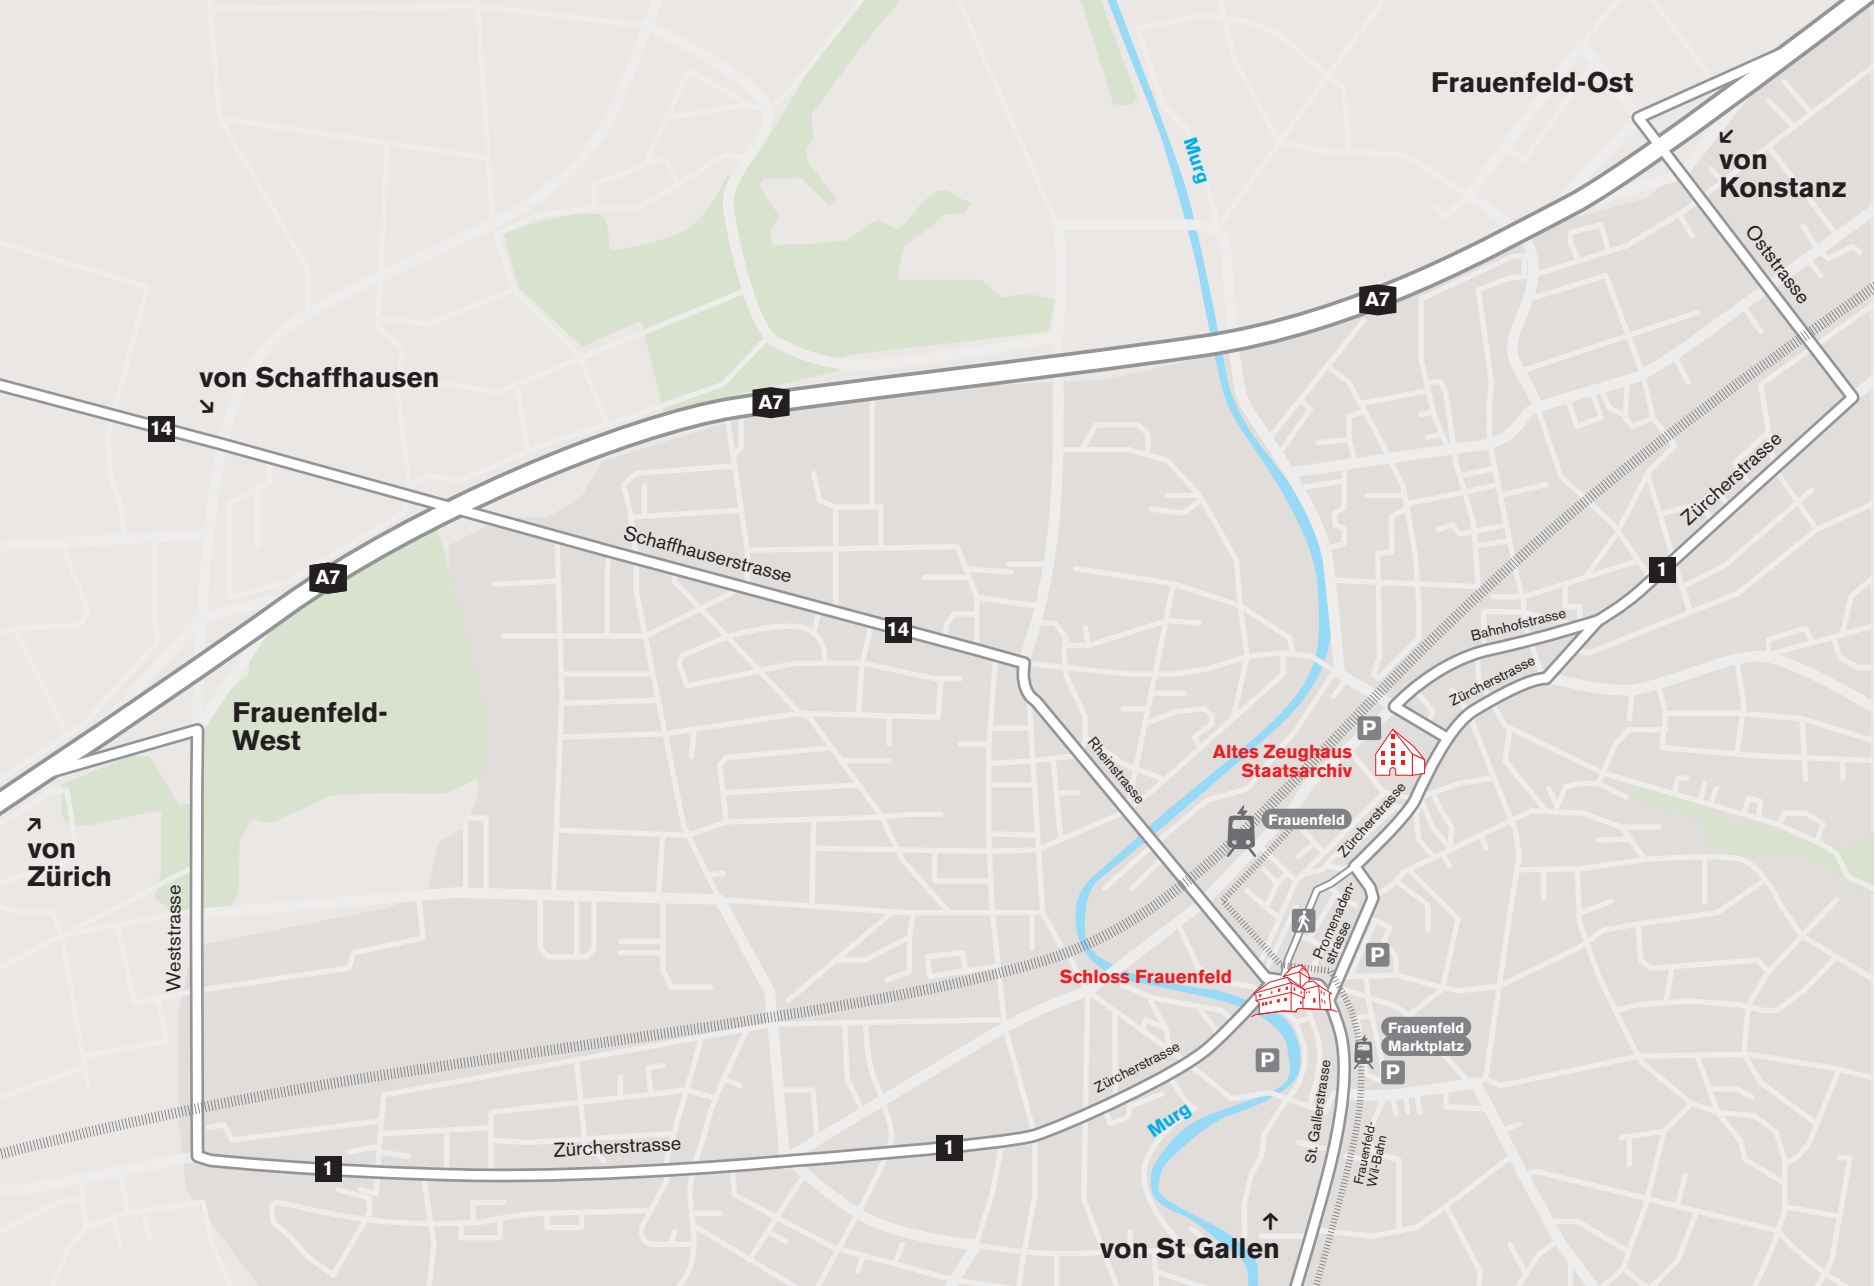 Frauenfeld-Ost
von
Konstanz
Murg
Oststrasse
A7
von Schaffhausen
14
A7
Zürcherstrasse
Schaffhauserstrasse
A7
1
14
Bahnhofstrasse
Zürcherstrasse
Frauenfeld-
West
P
Altes Zeughaus
Staatsarchiv
Rheinstrasse
Frauenfeld
Zürcherstrasse
von
Zürich
Weststrasse
Promenaden-
strasse
P
Schloss Frauenfeld
Frauenfeld
Marktplatz
P
P
Zürcherstrasse
Murg
St. Gallerstrasse
Frauenfeld-
Wil-Bahn
Zürcherstrasse
1
1
von St Gallen